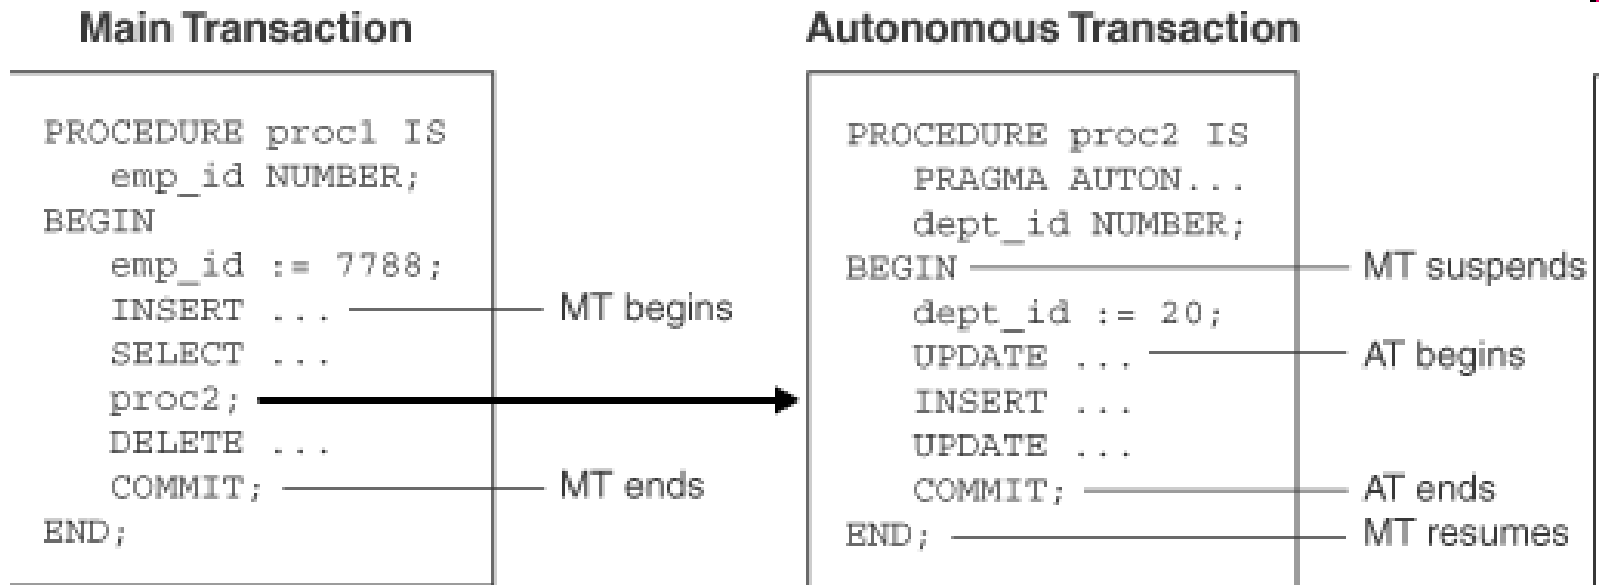 Main Transaction
PROCEDURE proc1 IS
emp_id NUMBER;
BEGIN
emp_id := 7788;
INSERT ...
MT begins
SELECT ...
proc2;
DELETE ...
COMMIT;
MT ends
END;
Autonomous Transaction
PROCEDURE proc2 IS
PRAGMA AUTON...
dept_id NUMBER;
BEGIN
MT suspends
dept_id := 20;
UPDATE ...
AT begins
INSERT ...
UPDATE ...
COMMIT;
AT ends
END;
MT resumes